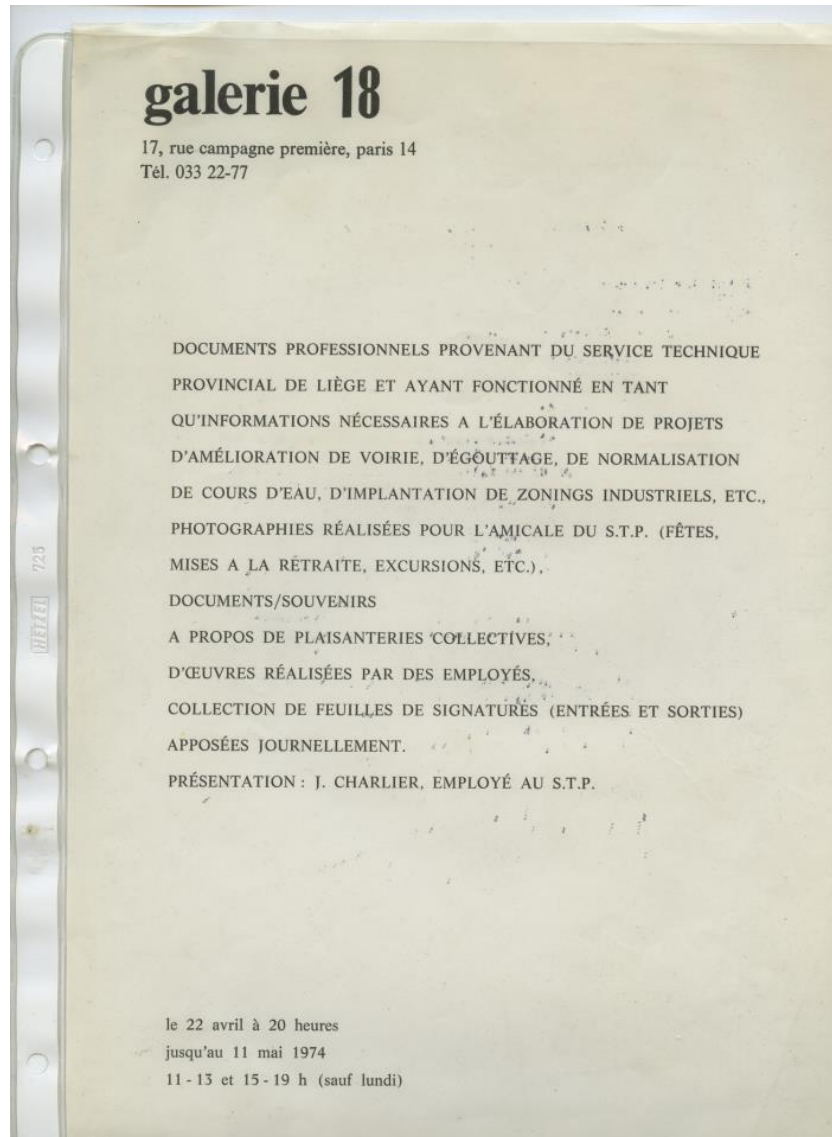 galerie 18
17, rue campagne première, paris 14
Tél. 033 22-77
DOCUMENTS PROFESSIONNELS PROVENANT DU SERVICE TECHNIQUE
PROVINCIAL DE LIÈGE ET AYANT FONCTIONNÉ EN TANT
QU'INFORMATIONS NÉCESSAIRES A L'ÉLABORATION DE PROJETS
D'AMÉLIORATION DE VOIRIE, D'ÉGOUTTAGE, DE NORMALISATION
DE COURS D'EAU, D'IMPLANTATION DE ZONINGS INDUSTRIELS, ETC.,
PHOTOGRAPHIES RÉALISÉES POUR L'AMICALE DU S.T.P. (FÊTES,
MISES A LA RETRAITE, EXCURSIONS, ETC.),
DOCUMENTS/SOUVENIRS
A PROPOS DE PLAISANTERIES COLLECTIVES,
D'ŒUVRES RÉALISÉES PAR DES EMPLOYÉS,
COLLECTION DE FEUILLES DE SIGNATURES (ENTRÉES ET SORTIES)
APPOSÉES JOURNELLEMENT.
PRÉSENTATION : J. CHARLIER, EMPLOYÉ AU S.T.P.
le 22 avril à 20 heures
jusqu'au 11 mai 1974
11 - 13 et 15 - 19 h (sauf lundi)
HETZEL 725